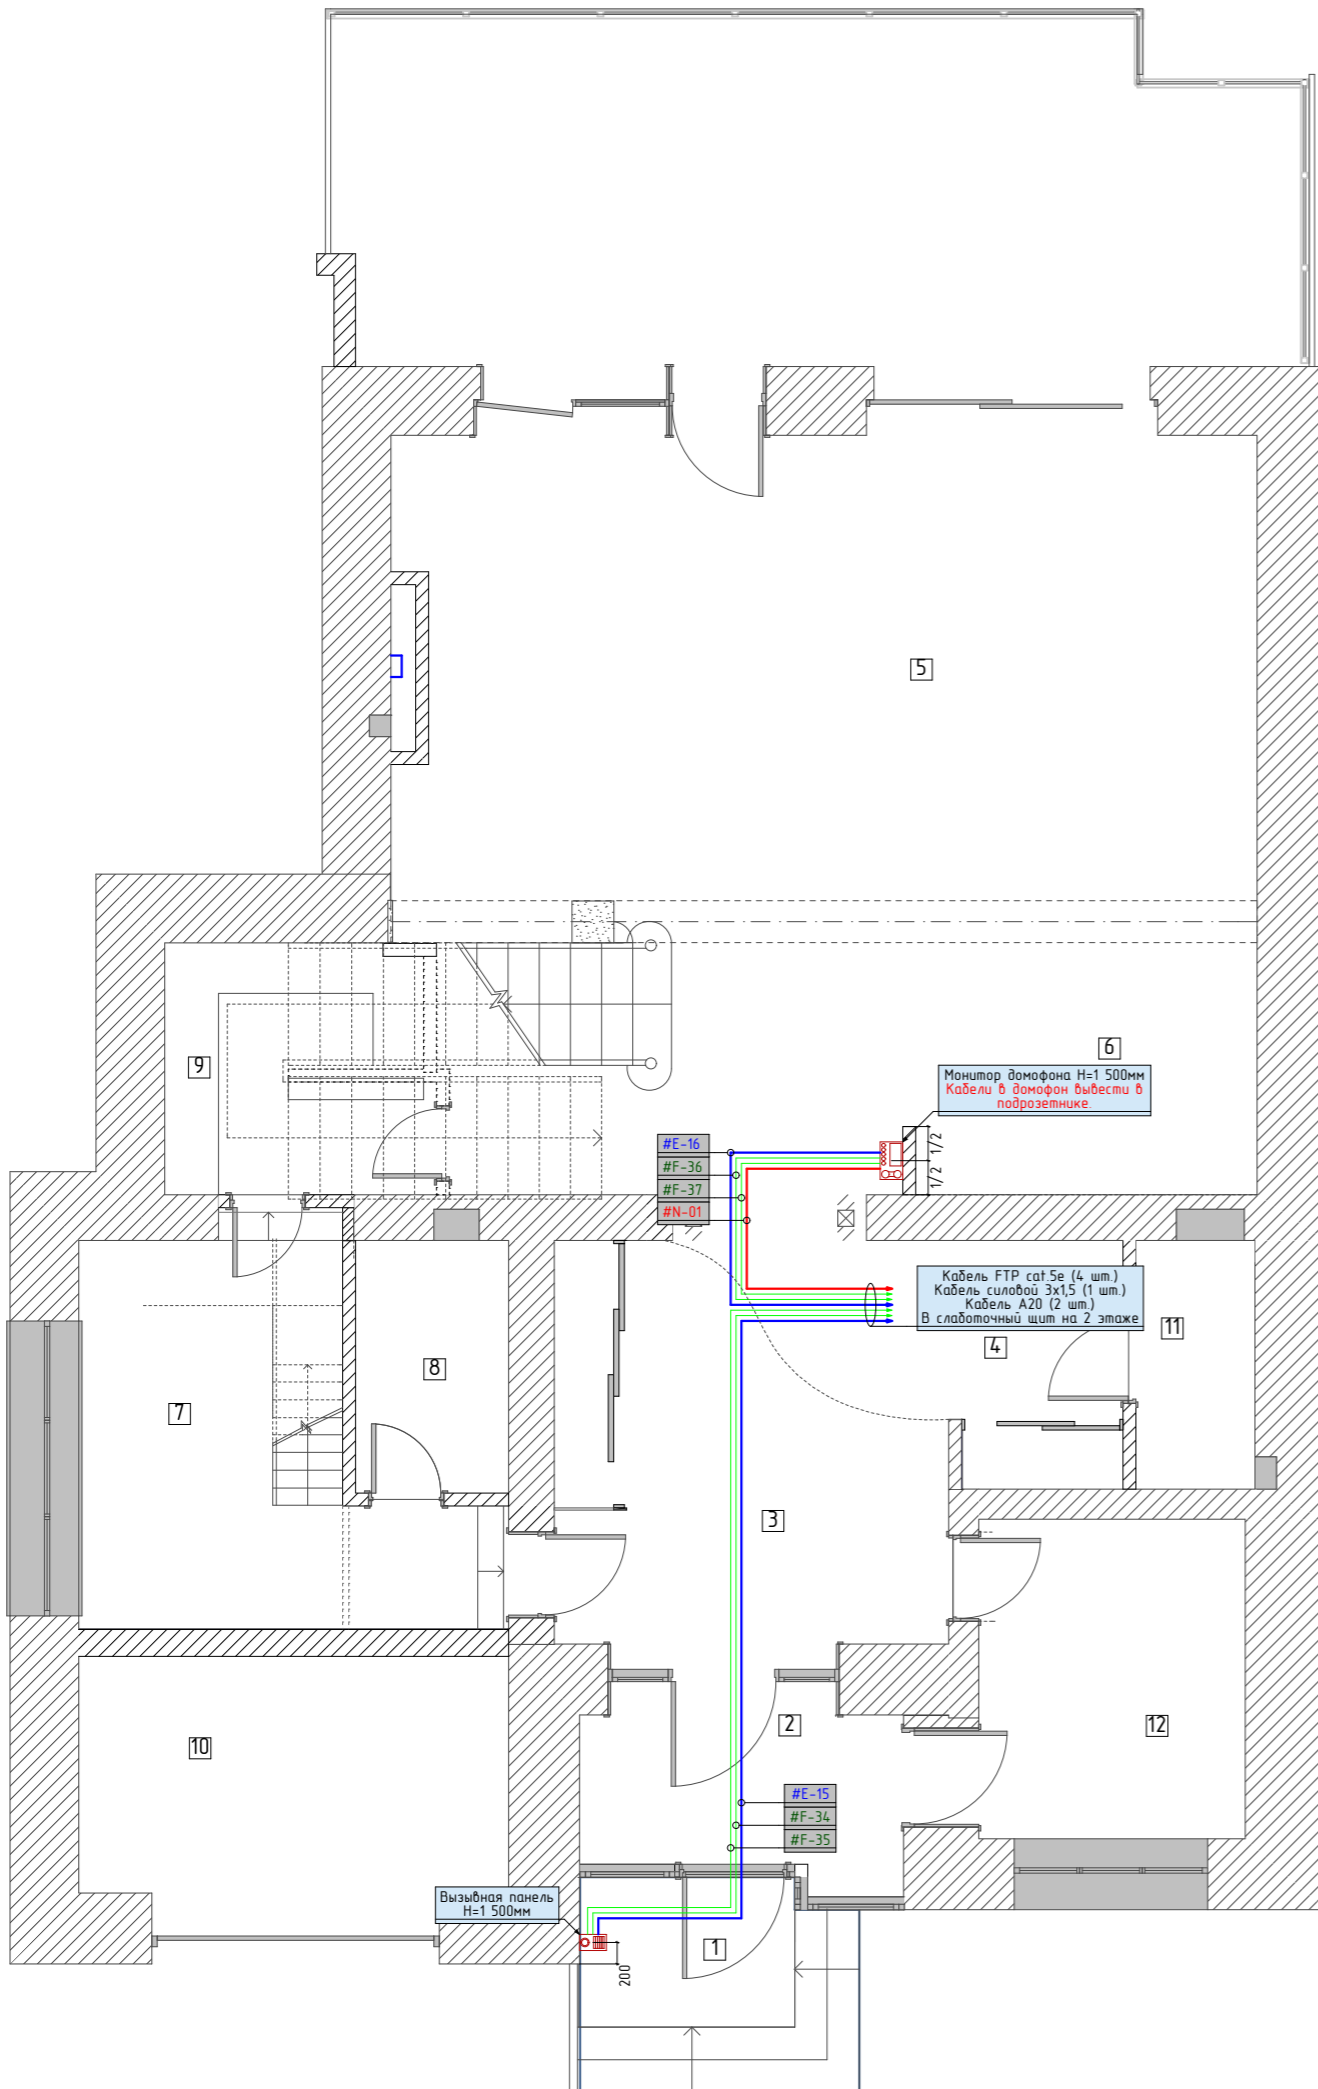 5
6
9
Монитор домофона H=1 500мм
Кабели в домофон вывести в
подрозетнике.
1/2
1/2
#E-16
#F-36
#F-37
#N-01
Кабель FTP cat.5e (4 шт.)
Кабель силовой 3х1,5 (1 шт.)
Кабель А20 (2 шт.)
В слаботочный щит на 2 этаже
11
4
8
7
3
2
12
10
#E-15
#F-34
#F-35
Вызывная панель
H=1 500мм
1
200